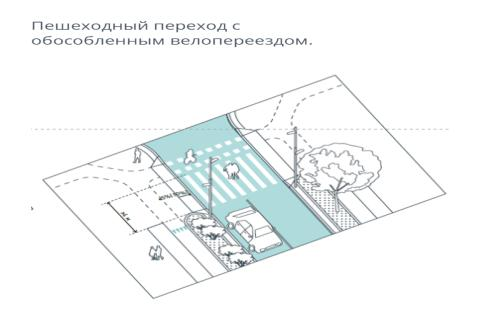 Пешеходный переход с
обособленным велопереездом.